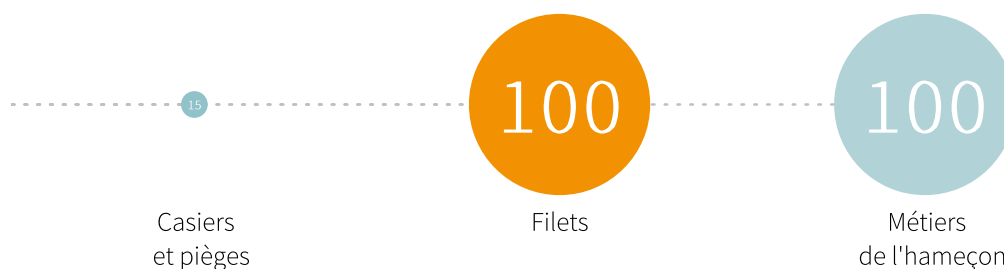 15
100
100
Casiers
et pièges
Filets
Métiers
de l'hameçon